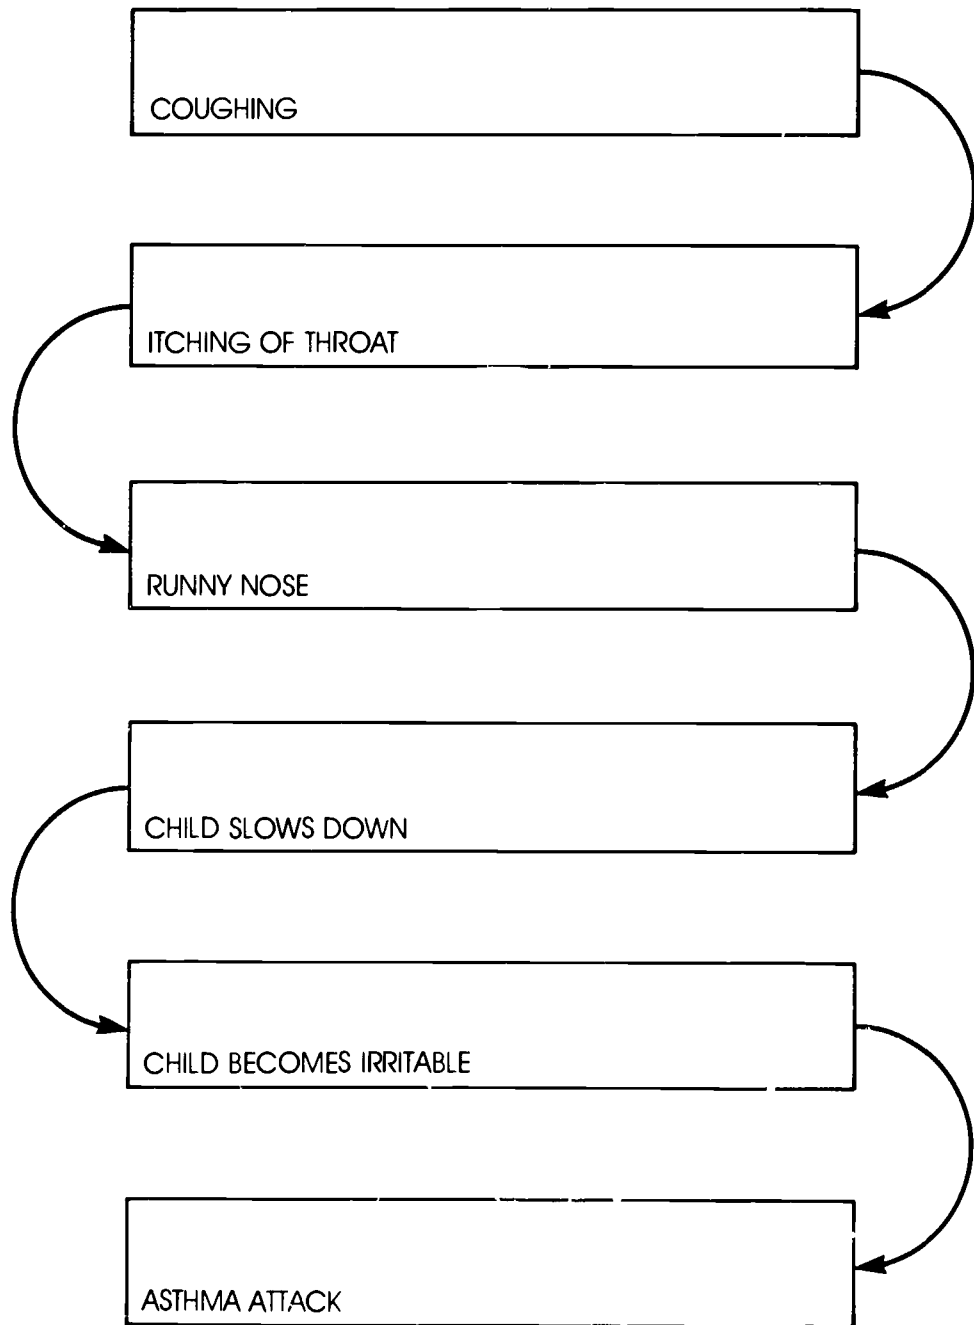 COUGHING
ITCHING OF THROAT
RUNNY NOSE
CHILD SLOWS DOWN
CHILD BECOMES IRRITABLE
ASTHMA ATTACK